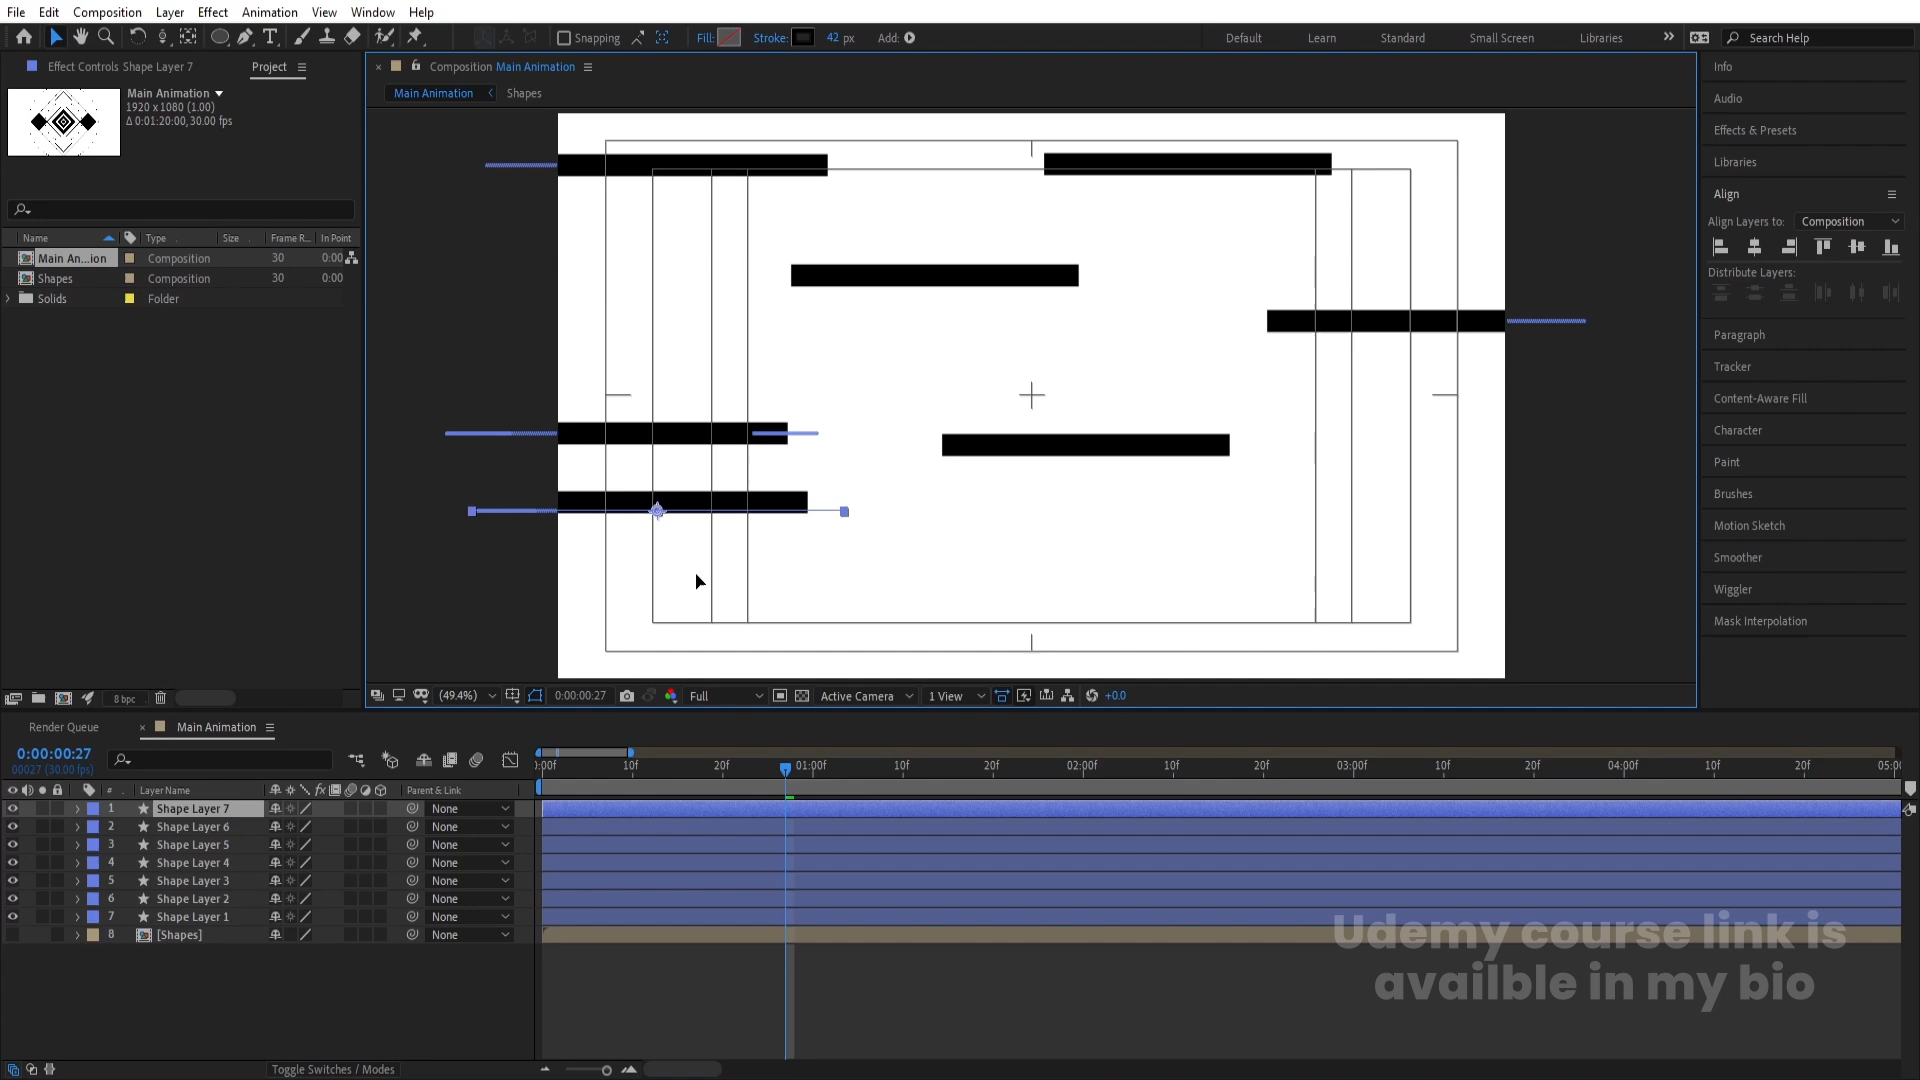 File Edit Composition Layer Effect Animation View Window Help
Snapping Fill: Stroke: 42 px Add: Default Learn Standard Small Screen Libraries Search Help
Effect Controls Shape Layer 7 Project
Composition Main Animation
Main Animation Shapes
Main Animation
1920 x 1080 (1.00)
Δ 0:01:20:00, 30.00 fps
Name Type Size Frame R... In Point
Main An...ion Composition 30 0:00
Shapes Composition 30 0:00
Solids Folder
8 bpc
(49.4%) 0:00:00:27 Full Active Camera 1 View +0.0
Info
Audio
Effects & Presets
Libraries
Align
Align Layers to: Composition
Distribute Layers:
Paragraph
Tracker
Content-Aware Fill
Character
Paint
Brushes
Motion Sketch
Smoother
Wiggler
Mask Interpolation
Render Queue Main Animation
0:00:00:27
00027 (30.00 fps)
):00f 10f 20f 01:00f 10f 20f 02:00f 10f 20f 03:00f 10f 20f 04:00f 10f 20f 05:00
# Layer Name fx Parent & Link
1 Shape Layer 7 None
2 Shape Layer 6 None
3 Shape Layer 5 None
4 Shape Layer 4 None
5 Shape Layer 3 None
6 Shape Layer 2 None
7 Shape Layer 1 None
8 [Shapes] None
Udemy course link is
availble in my bio
Toggle Switches / Modes